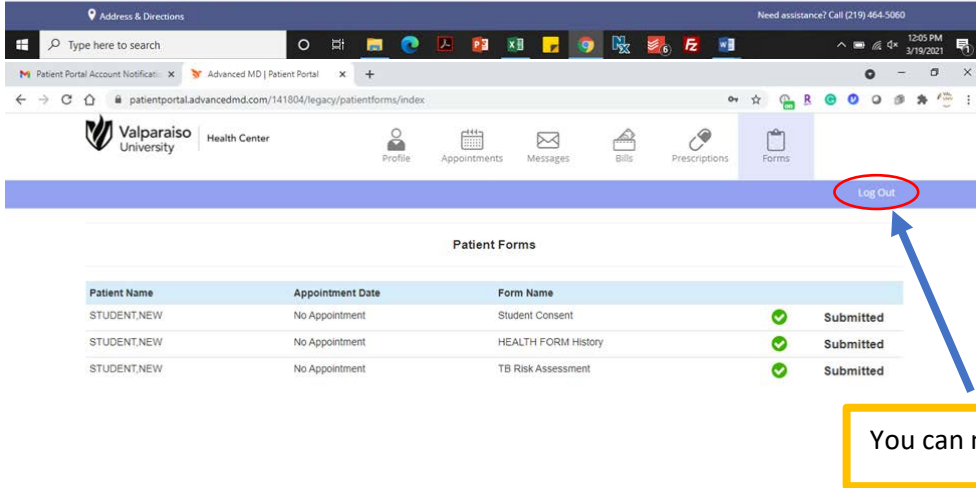 Address & Directions
Need assistance? Call (219) 464-5060
Type here to search
6
12:05 PM
3/19/2021
1
Patient Portal Account Notificati
Advanced MD | Patient Portal
patientportal.advancedmd.com/141804/legacy/patientforms/index
Valparaiso
University
Health Center
Profile
Appointments
Messages
Bills
Prescriptions
Forms
Log Out
Patient Forms
Patient Name Appointment Date Form Name
STUDENT,NEW No Appointment Student Consent Submitted
STUDENT,NEW No Appointment HEALTH FORM History Submitted
STUDENT,NEW No Appointment TB Risk Assessment Submitted
You can